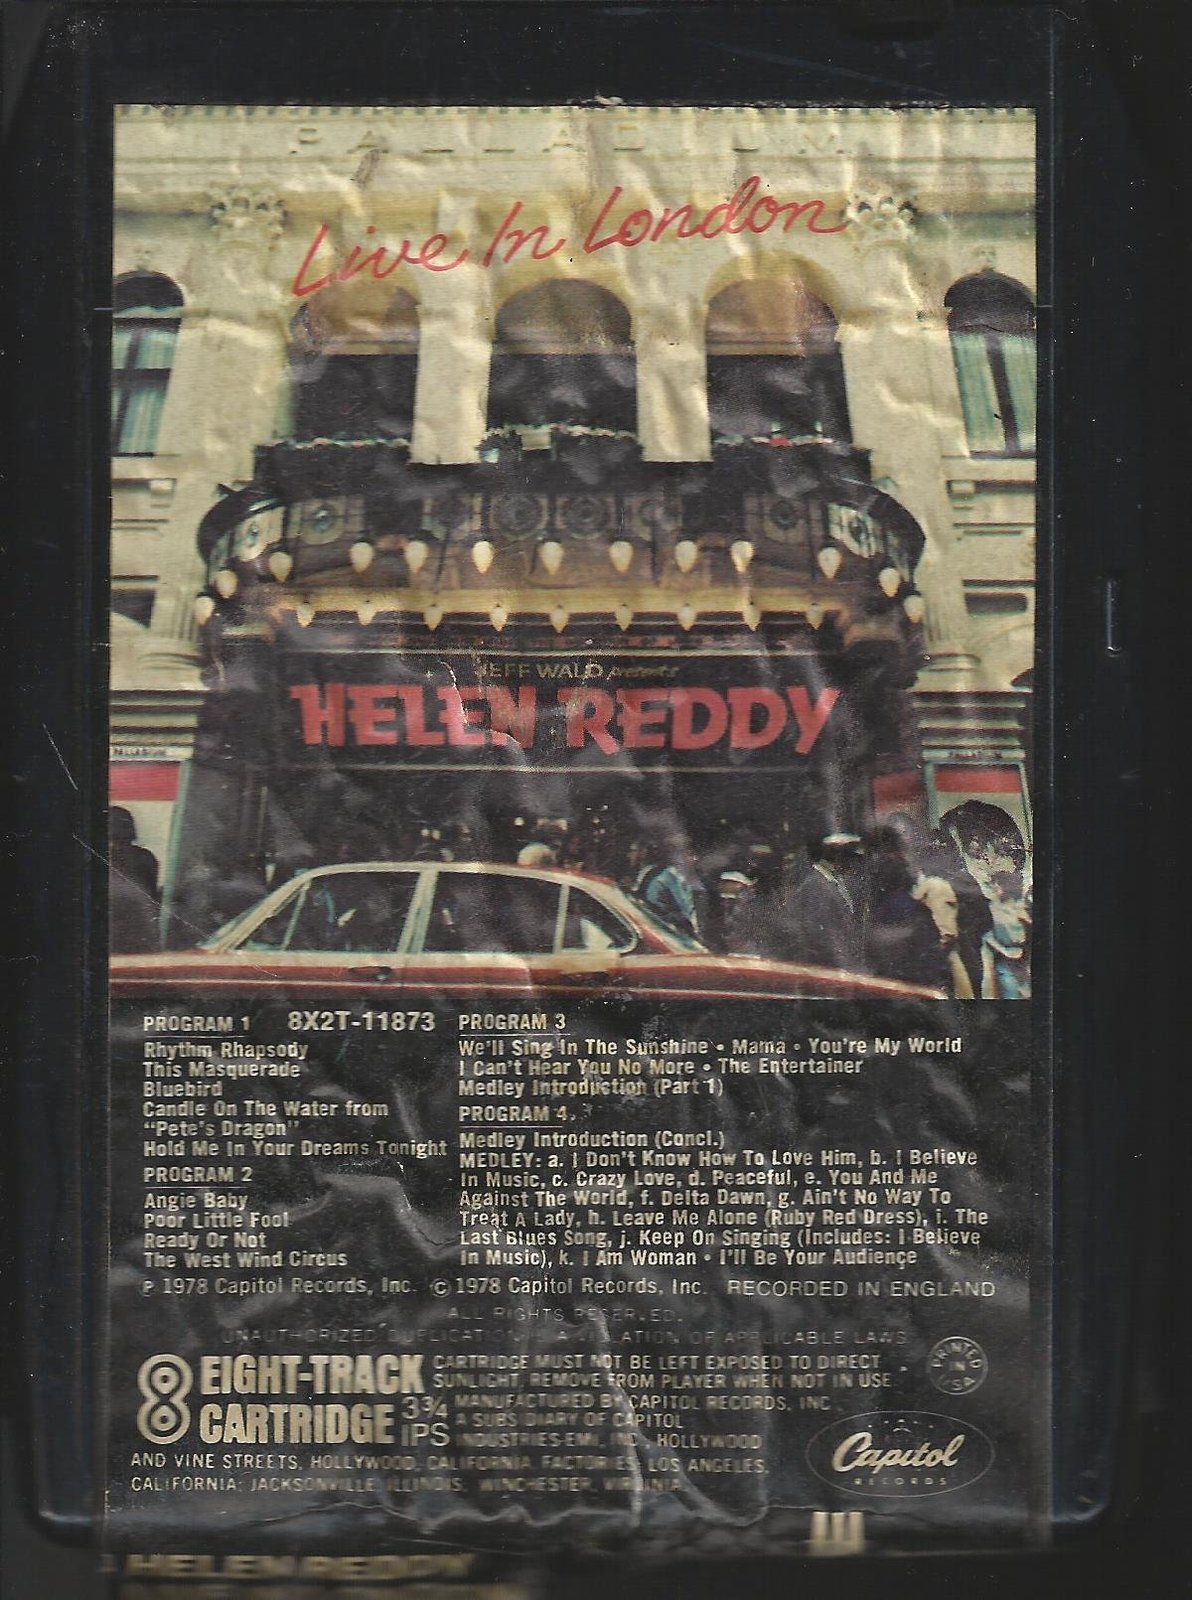 PALLADIUM
Live In London
JEFF WALD presents
HELEN REDDY
PALLADIUM
PROGRAM 1 8X2T-11873
Rhythm Rhapsody
This Masquerade
Bluebird
Candle On The Water from
"Pete's Dragon"
Hold Me In Your Dreams Tonight
PROGRAM 2
Angie Baby
Poor Little Fool
Ready Or Not
The West Wind Circus
PROGRAM 3
We'll Sing In The Sunshine • Mama • You're My World
I Can't Hear You No More • The Entertainer
Medley Introduction (Part 1)
PROGRAM 4
Medley Introduction (Concl.)
MEDLEY: a. I Don't Know How To Love Him, b. I Believe
In Music, c. Crazy Love, d. Peaceful, e. You And Me
Against The World, f. Delta Dawn, g. Ain't No Way To
Treat A Lady, h. Leave Me Alone (Ruby Red Dress), i. The
Last Blues Song, j. Keep On Singing (Includes: I Believe
In Music), k. I Am Woman • I'll Be Your Audience
℗ 1978 Capitol Records, Inc. © 1978 Capitol Records, Inc. RECORDED IN ENGLAND
ALL RIGHTS RESERVED.
UNAUTHORIZED DUPLICATION IS A VIOLATION OF APPLICABLE LAWS
8 EIGHT-TRACK CARTRIDGE 3¾ IPS
CARTRIDGE MUST NOT BE LEFT EXPOSED TO DIRECT
SUNLIGHT. REMOVE FROM PLAYER WHEN NOT IN USE.
MANUFACTURED BY CAPITOL RECORDS, INC.,
A SUBSIDIARY OF CAPITOL
INDUSTRIES-EMI, INC., HOLLYWOOD
AND VINE STREETS, HOLLYWOOD, CALIFORNIA. FACTORIES: LOS ANGELES,
CALIFORNIA; JACKSONVILLE, ILLINOIS; WINCHESTER, VIRGINIA.
PRINTED IN USA
Capitol
RECORDS
HELEN REDDY